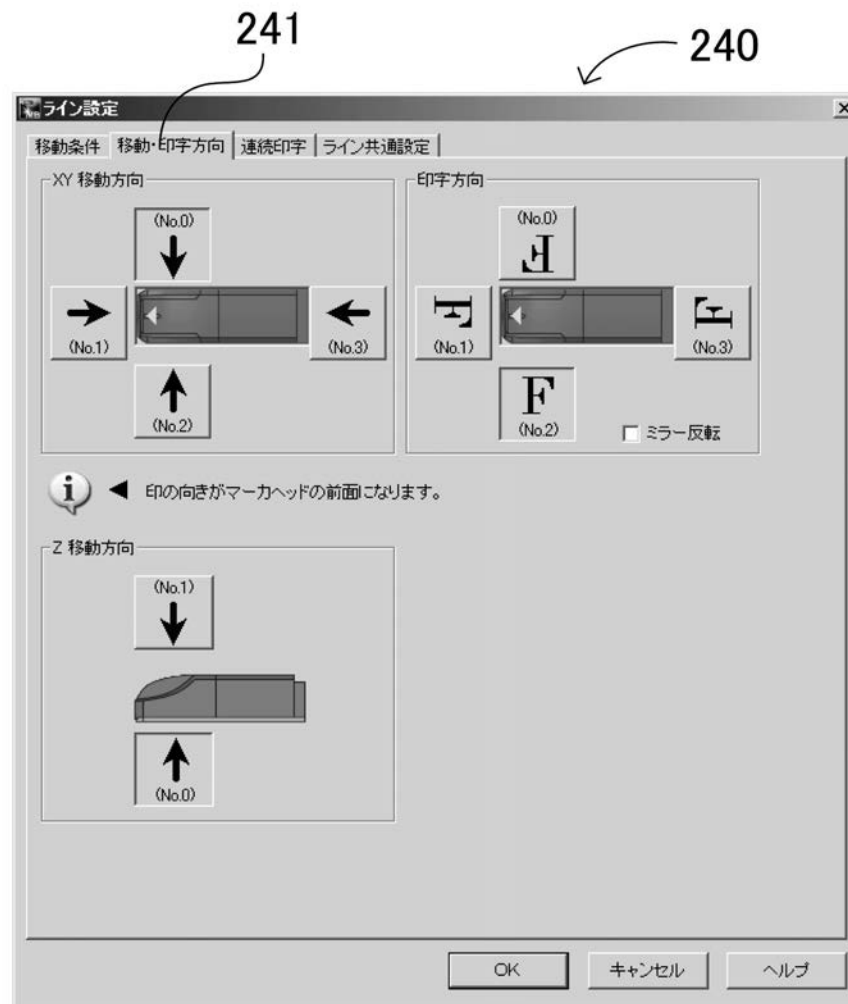 241
240
ライン設定
移動条件 移動・印字方向 連続印字 ライン共通設定
XY 移動方向
(No.0)
(No.1)
(No.3)
(No.2)
印字方向
(No.0)
F
F
(No.1)
F
(No.3)
F
(No.2)
ミラー反転
i
◀ 印の向きがマーカヘッドの前面になります。
Z 移動方向
(No.1)
(No.0)
OK キャンセル ヘルプ